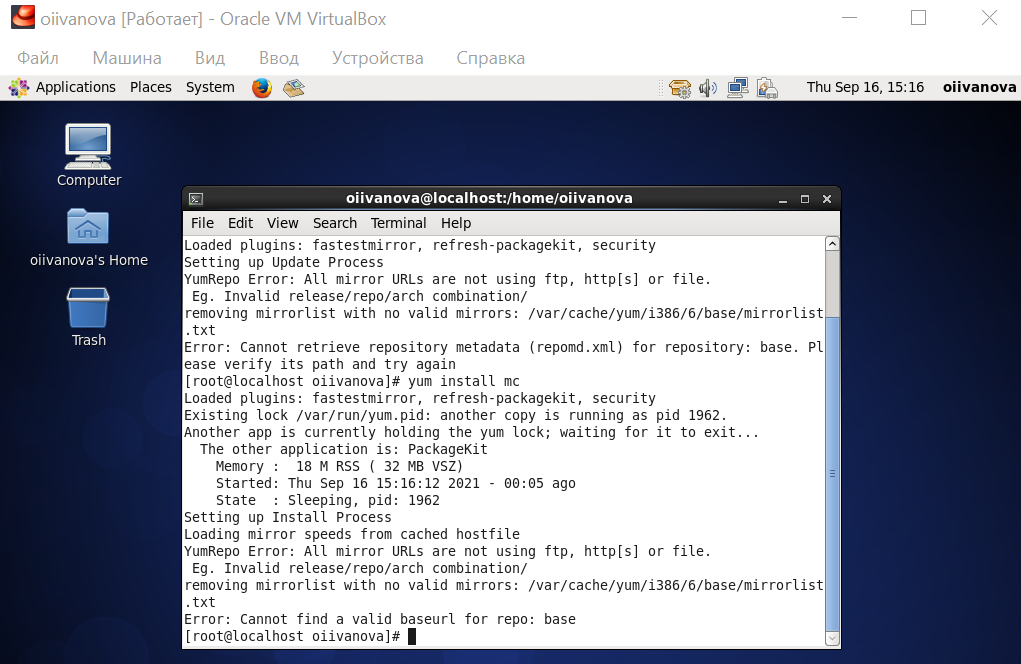 oiivanova [Работает] - Oracle VM VirtualBox
Файл Машина Вид Ввод Устройства Справка
Applications Places System Thu Sep 16, 15:16 oiivanova
Computer
oiivanova's Home
Trash
oiivanova@localhost:/home/oiivanova
File Edit View Search Terminal Help
Loaded plugins: fastestmirror, refresh-packagekit, security
Setting up Update Process
YumRepo Error: All mirror URLs are not using ftp, http[s] or file.
 Eg. Invalid release/repo/arch combination/
removing mirrorlist with no valid mirrors: /var/cache/yum/i386/6/base/mirrorlist
.txt
Error: Cannot retrieve repository metadata (repomd.xml) for repository: base. Pl
ease verify its path and try again
[root@localhost oiivanova]# yum install mc
Loaded plugins: fastestmirror, refresh-packagekit, security
Existing lock /var/run/yum.pid: another copy is running as pid 1962.
Another app is currently holding the yum lock; waiting for it to exit...
  The other application is: PackageKit
    Memory :  18 M RSS ( 32 MB VSZ)
    Started: Thu Sep 16 15:16:12 2021 - 00:05 ago
    State  : Sleeping, pid: 1962
Setting up Install Process
Loading mirror speeds from cached hostfile
YumRepo Error: All mirror URLs are not using ftp, http[s] or file.
 Eg. Invalid release/repo/arch combination/
removing mirrorlist with no valid mirrors: /var/cache/yum/i386/6/base/mirrorlist
.txt
Error: Cannot find a valid baseurl for repo: base
[root@localhost oiivanova]#